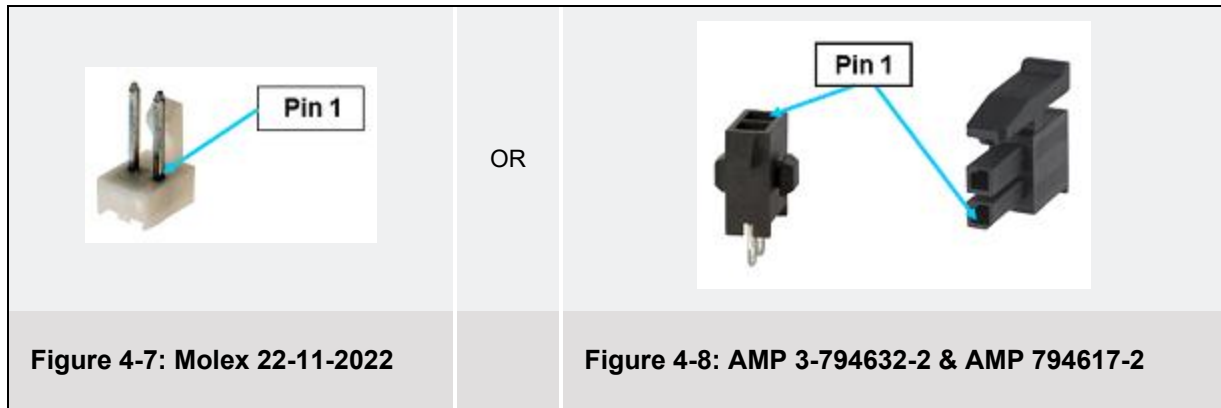 Pin 1
OR
Pin 1
Figure 4-7: Molex 22-11-2022
Figure 4-8: AMP 3-794632-2 & AMP 794617-2